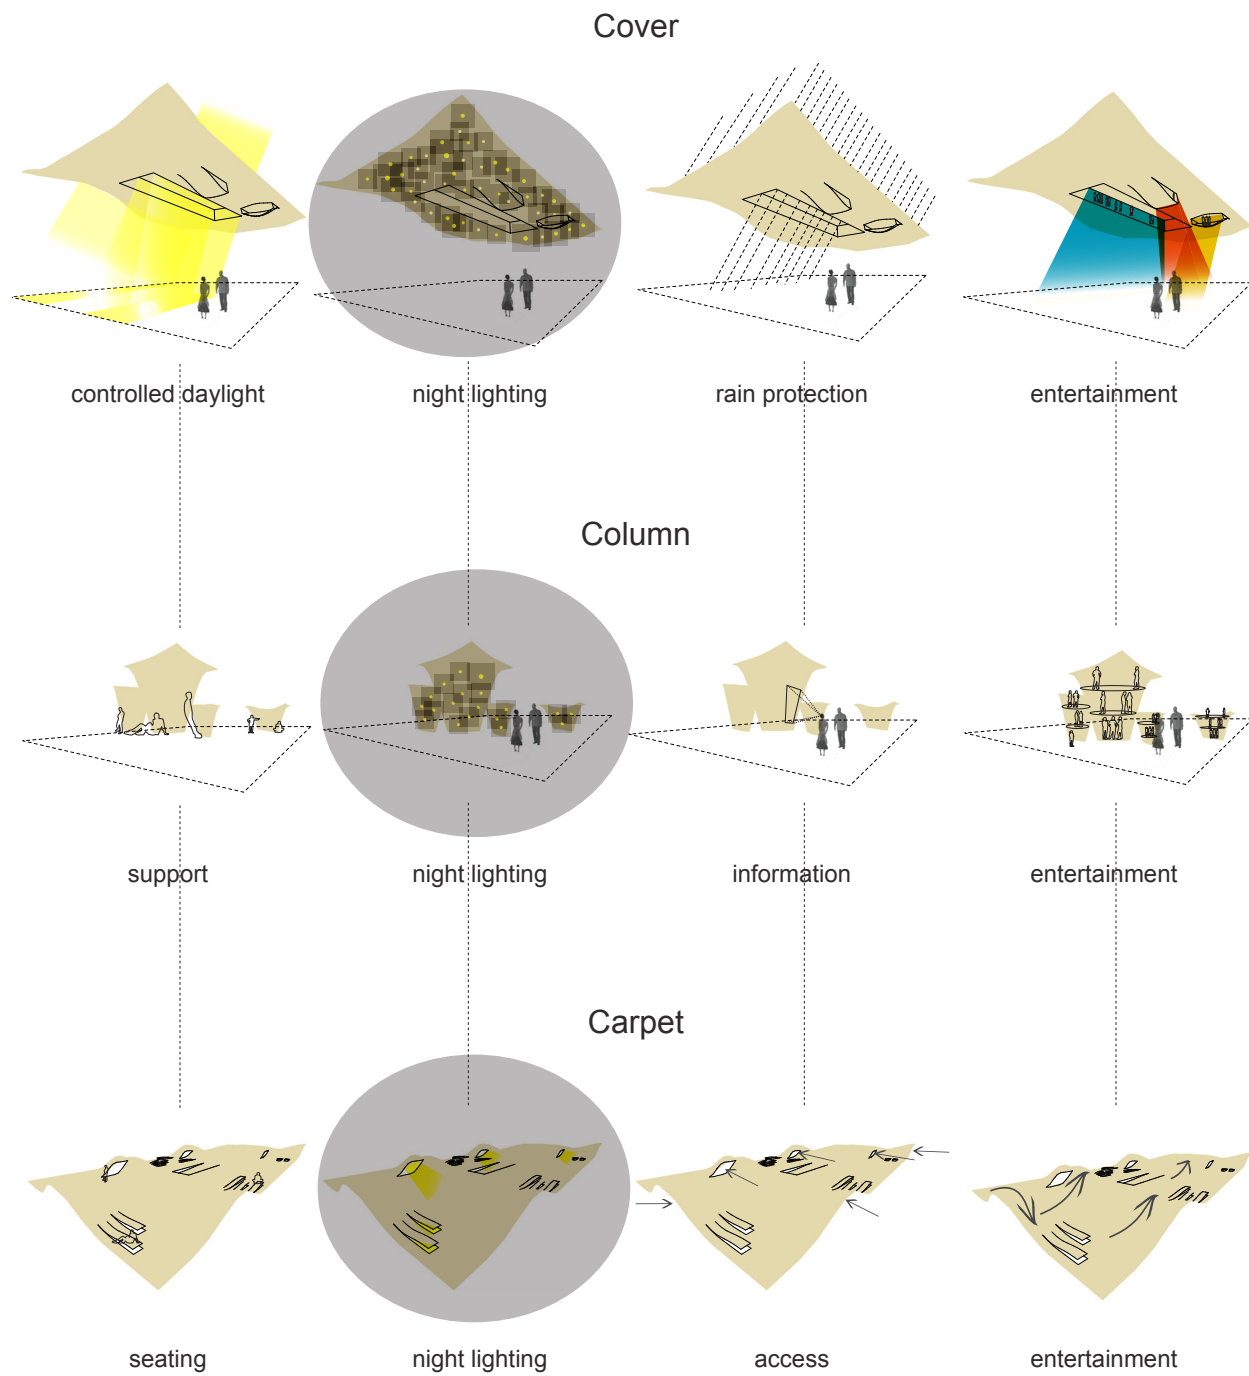 Cover
controlled daylight
night lighting
rain protection
entertainment
Column
support
night lighting
information
entertainment
Carpet
seating
night lighting
access
entertainment